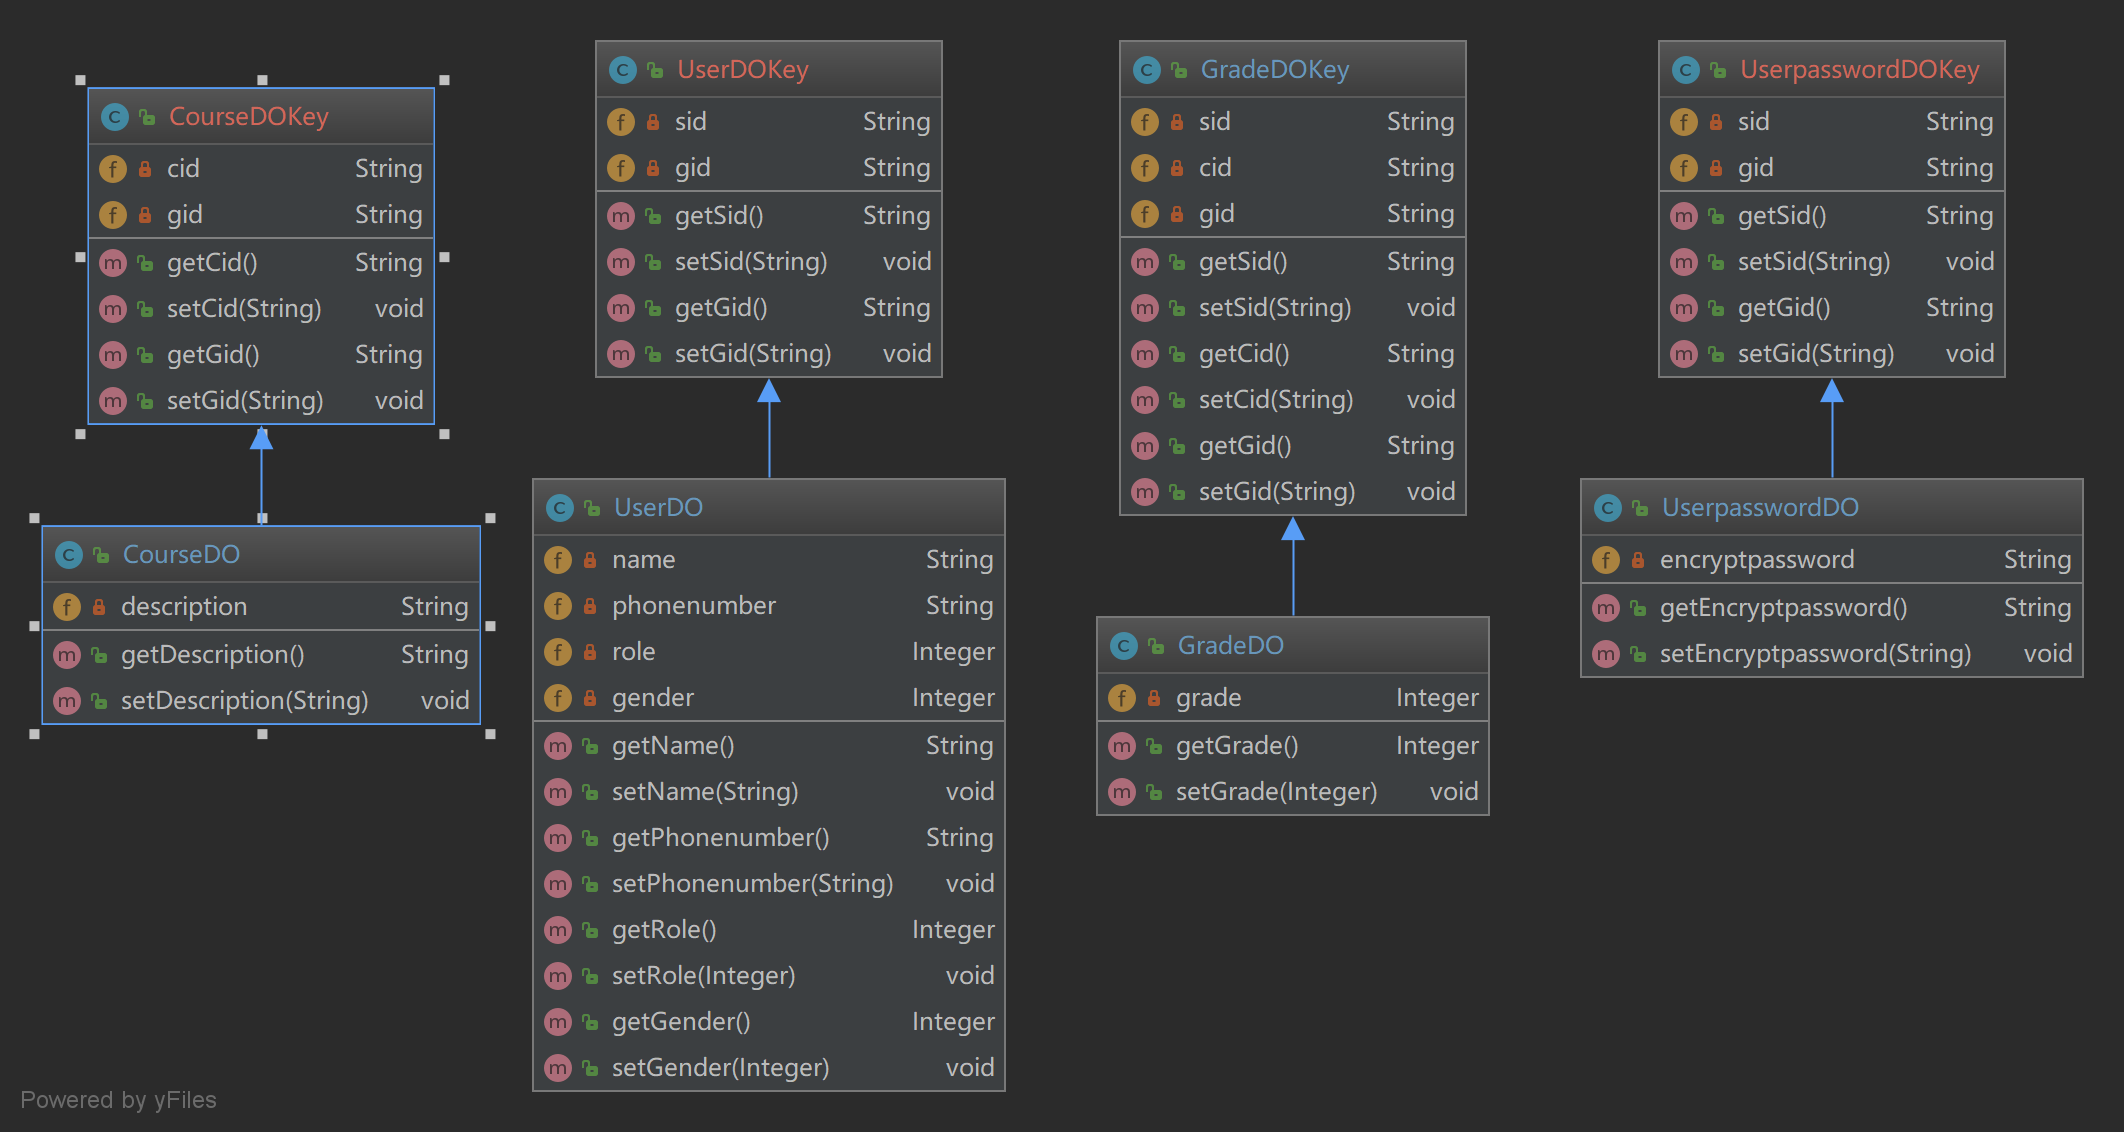 CourseDOKey
cid String
gid String
getCid() String
setCid(String) void
getGid() String
setGid(String) void
CourseDO
description String
getDescription() String
setDescription(String) void
UserDOKey
sid String
gid String
getSid() String
setSid(String) void
getGid() String
setGid(String) void
UserDO
name String
phonenumber String
role Integer
gender Integer
getName() String
setName(String) void
getPhonenumber() String
setPhonenumber(String) void
getRole() Integer
setRole(Integer) void
getGender() Integer
setGender(Integer) void
GradeDOKey
sid String
cid String
gid String
getSid() String
setSid(String) void
getCid() String
setCid(String) void
getGid() String
setGid(String) void
GradeDO
grade Integer
getGrade() Integer
setGrade(Integer) void
UserpasswordDOKey
sid String
gid String
getSid() String
setSid(String) void
getGid() String
setGid(String) void
UserpasswordDO
encryptpassword String
getEncryptpassword() String
setEncryptpassword(String) void
Powered by yFiles